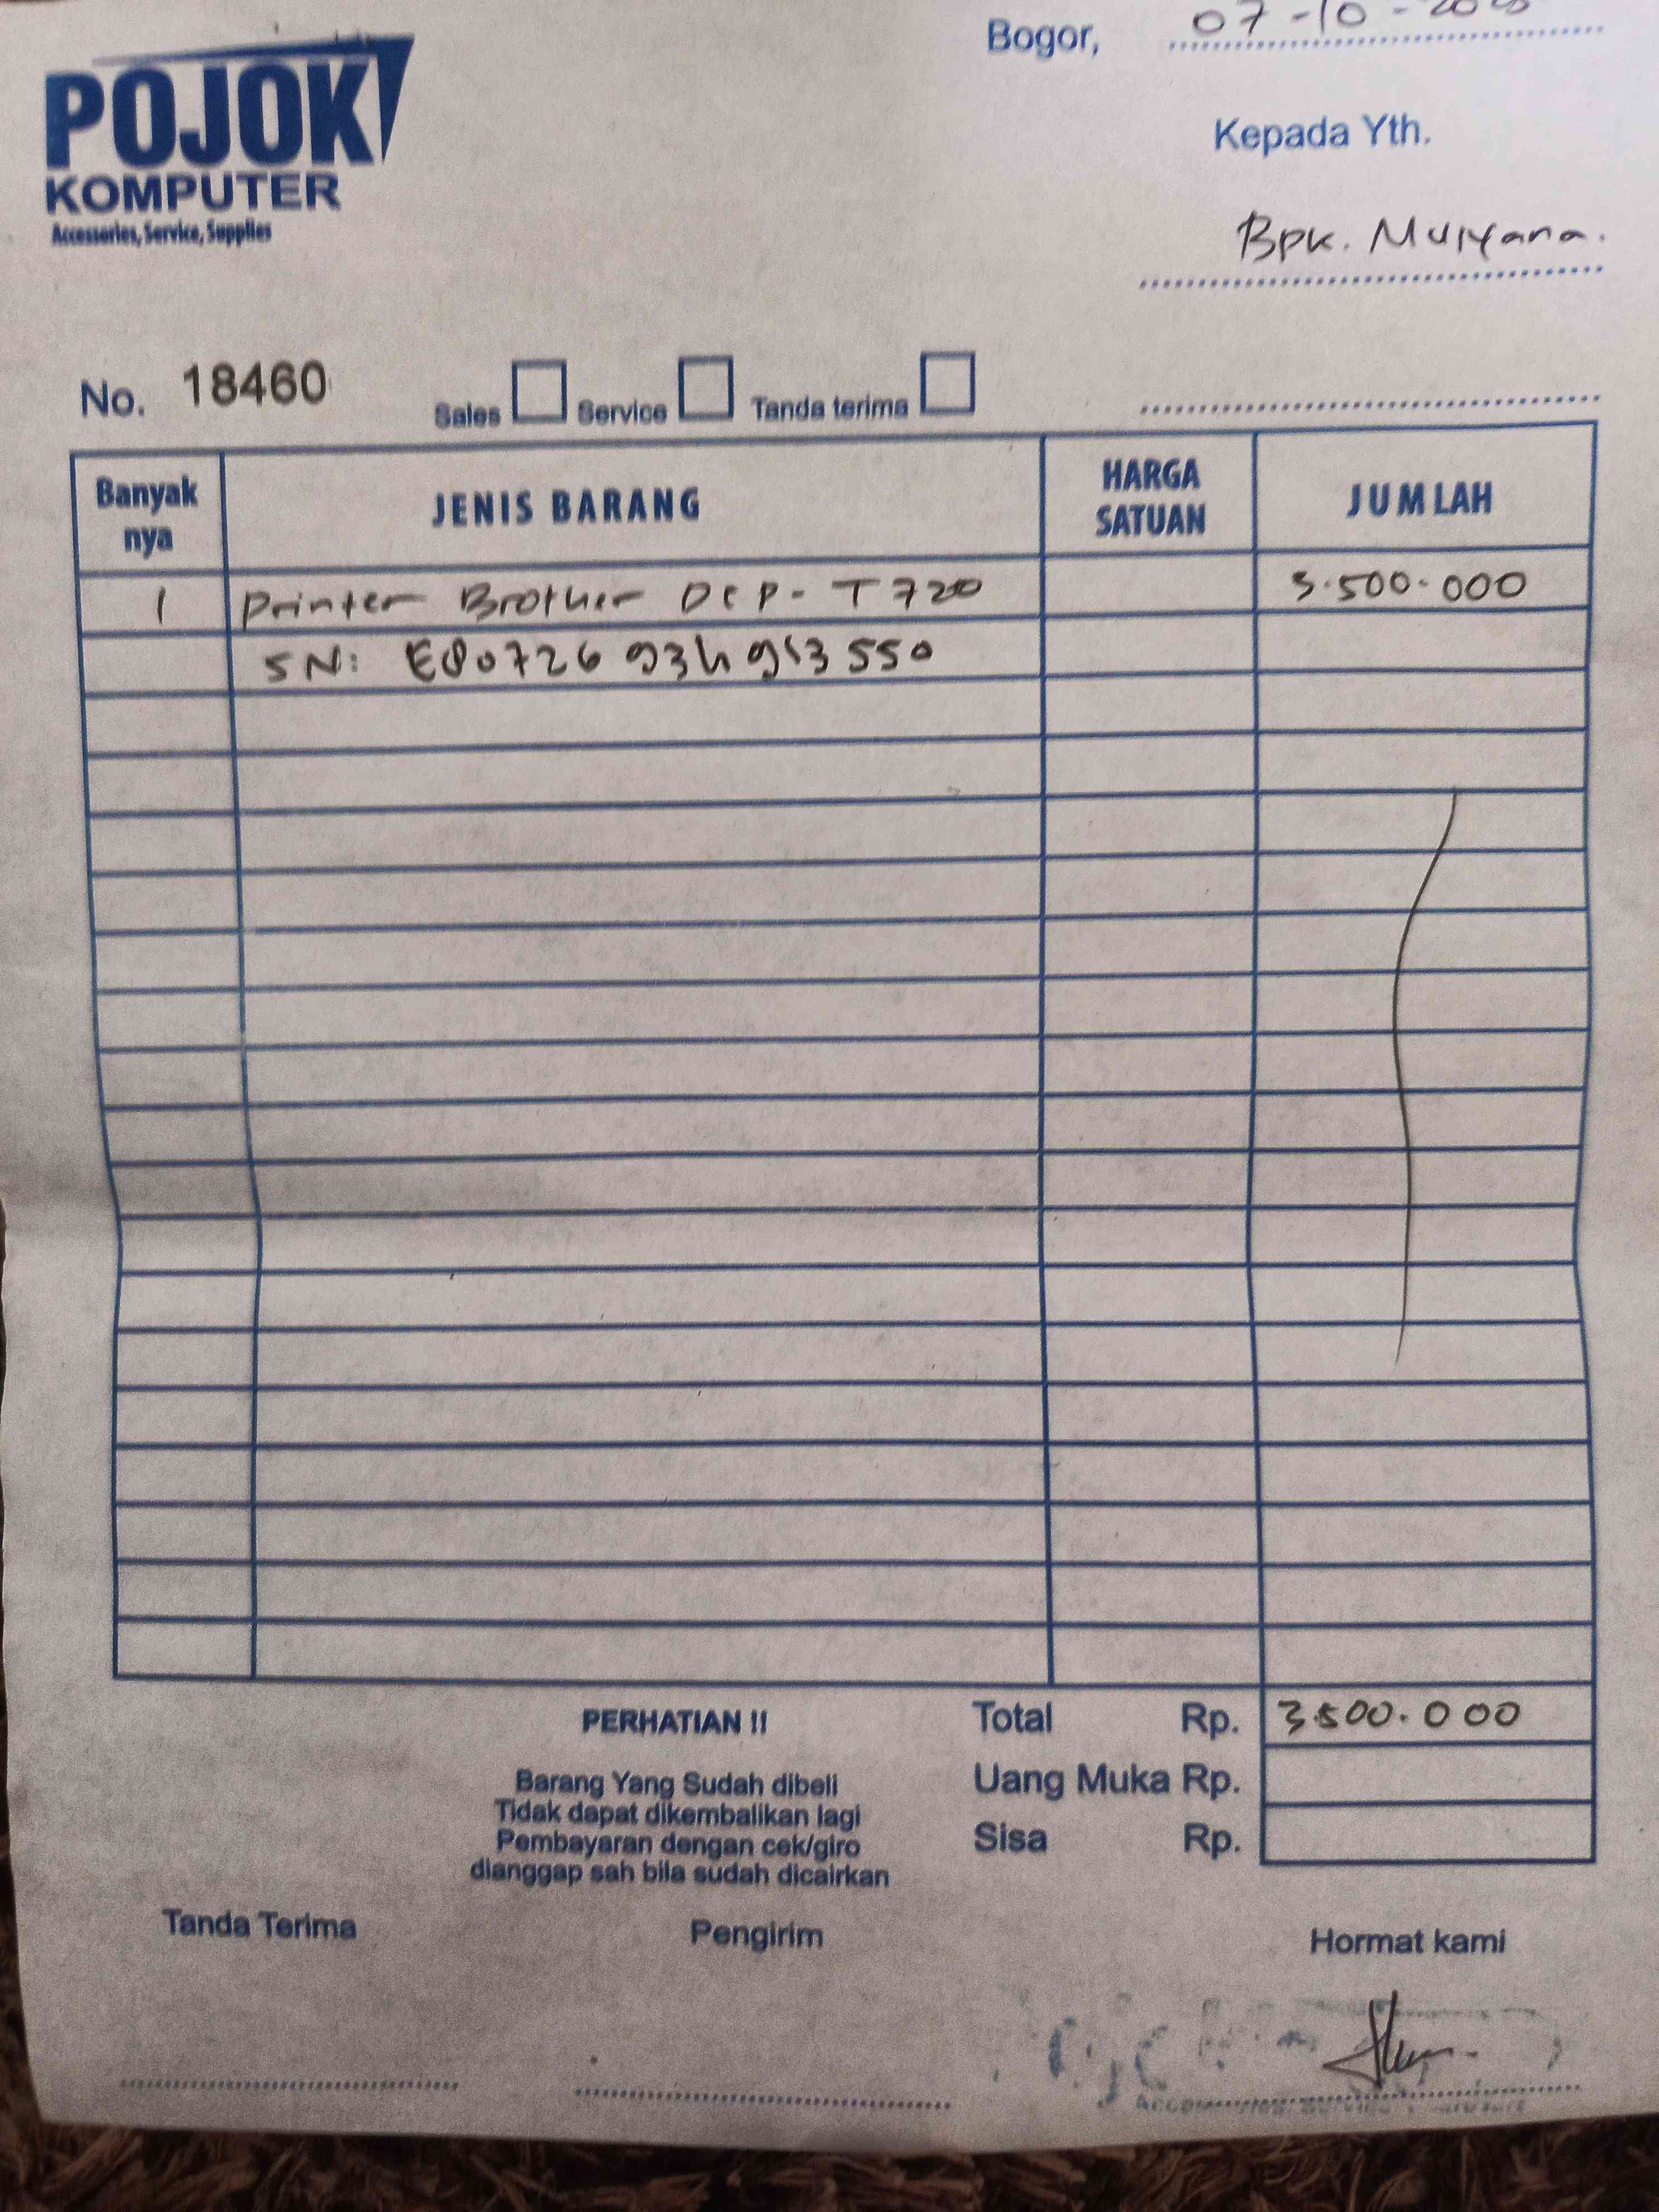 Bogor, 07-10-
POJOK
KOMPUTER
Accessories, Service, Supplies
Kepada Yth.
Bpk. Mulyana.
No. 18460 Sales Service Tanda terima
Banyak nya JENIS BARANG HARGA SATUAN JUMLAH
1 Printer Brother DCP-T720 3.500.000
SN:
PERHATIAN !!
Total Rp. 3.500.000
Barang Yang Sudah dibeli
Tidak dapat dikembalikan lagi
Pembayaran dengan cek/giro
dianggap sah bila sudah dicairkan
Uang Muka Rp.
Sisa Rp.
Tanda Terima Pengirim Hormat kami